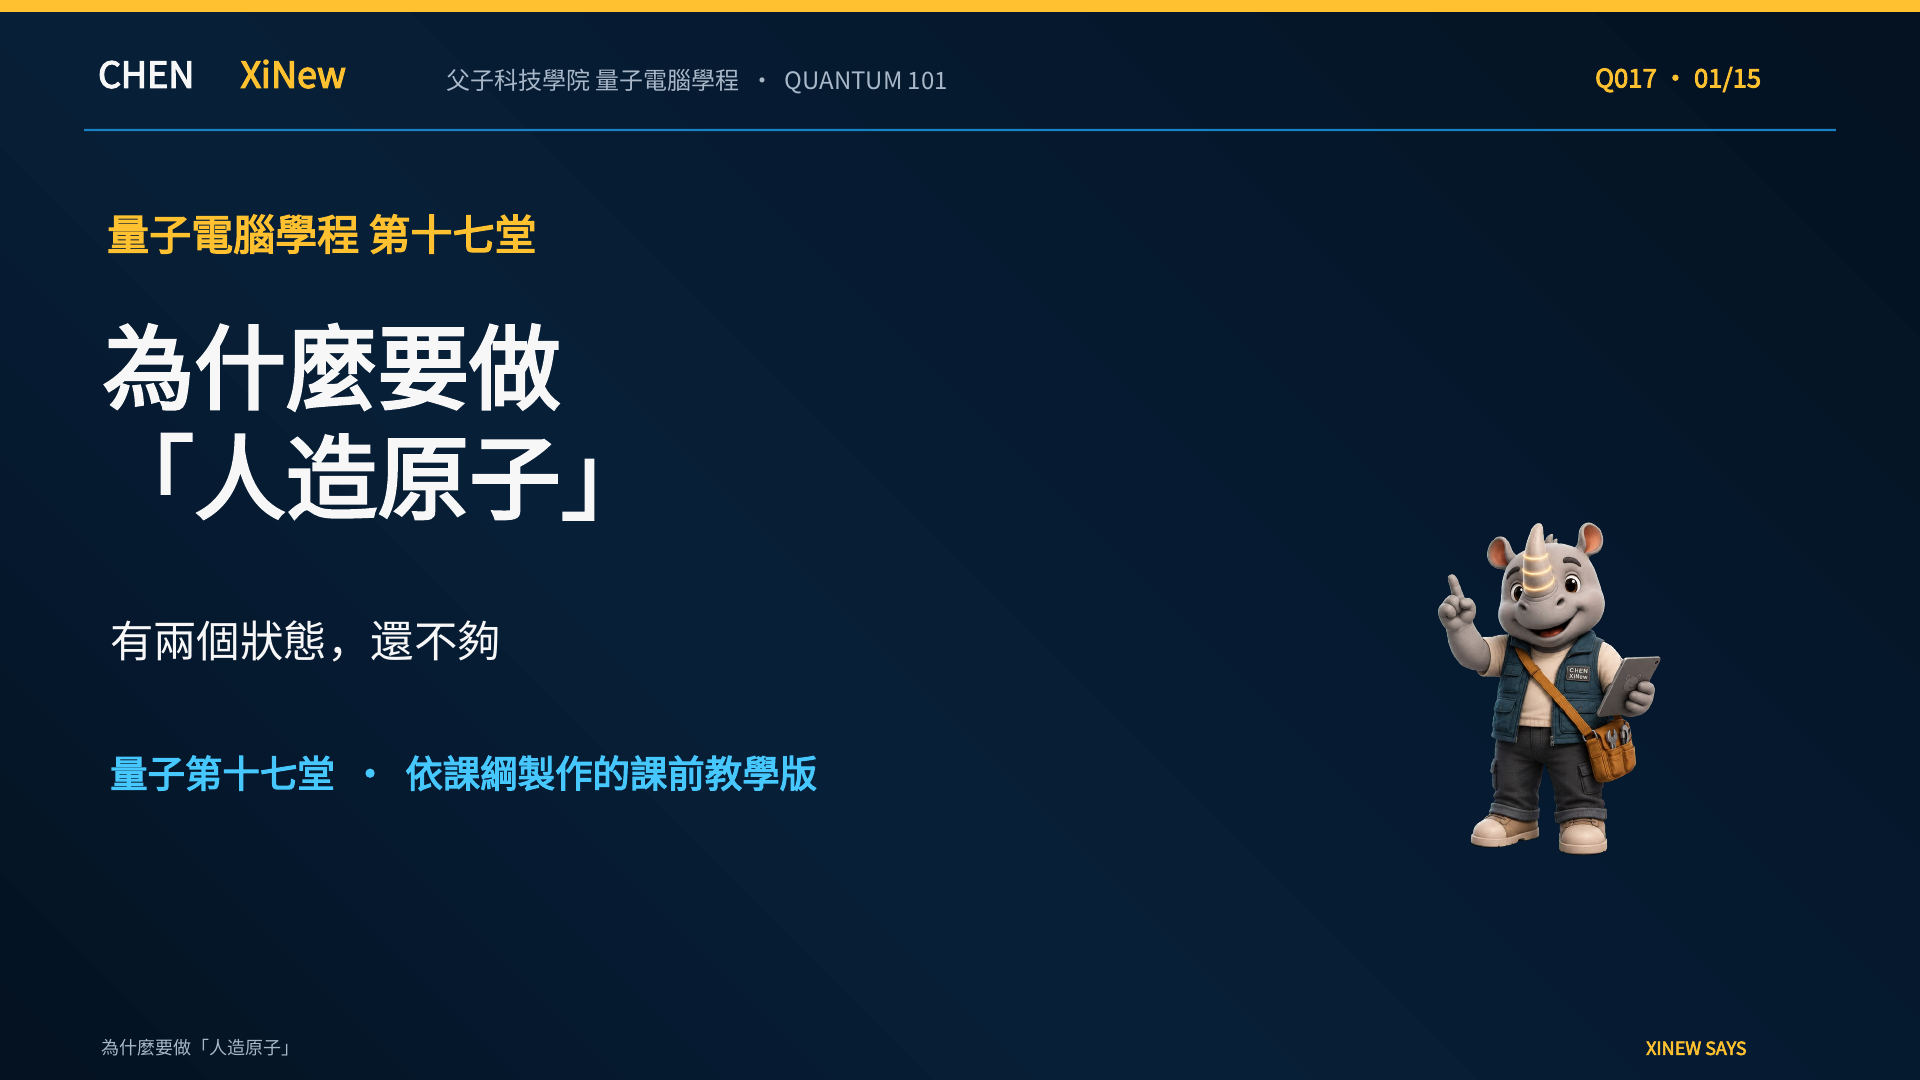 CHEN XiNew 父子科技學院 量子電腦學程 · QUANTUM 101 Q017 · 01/15
量子電腦學程 第十七堂
為什麼要做
「人造原子」
有兩個狀態，還不夠
CHEN
XiNew
量子第十七堂 · 依課綱製作的課前教學版
為什麼要做「人造原子」 XINEW SAYS